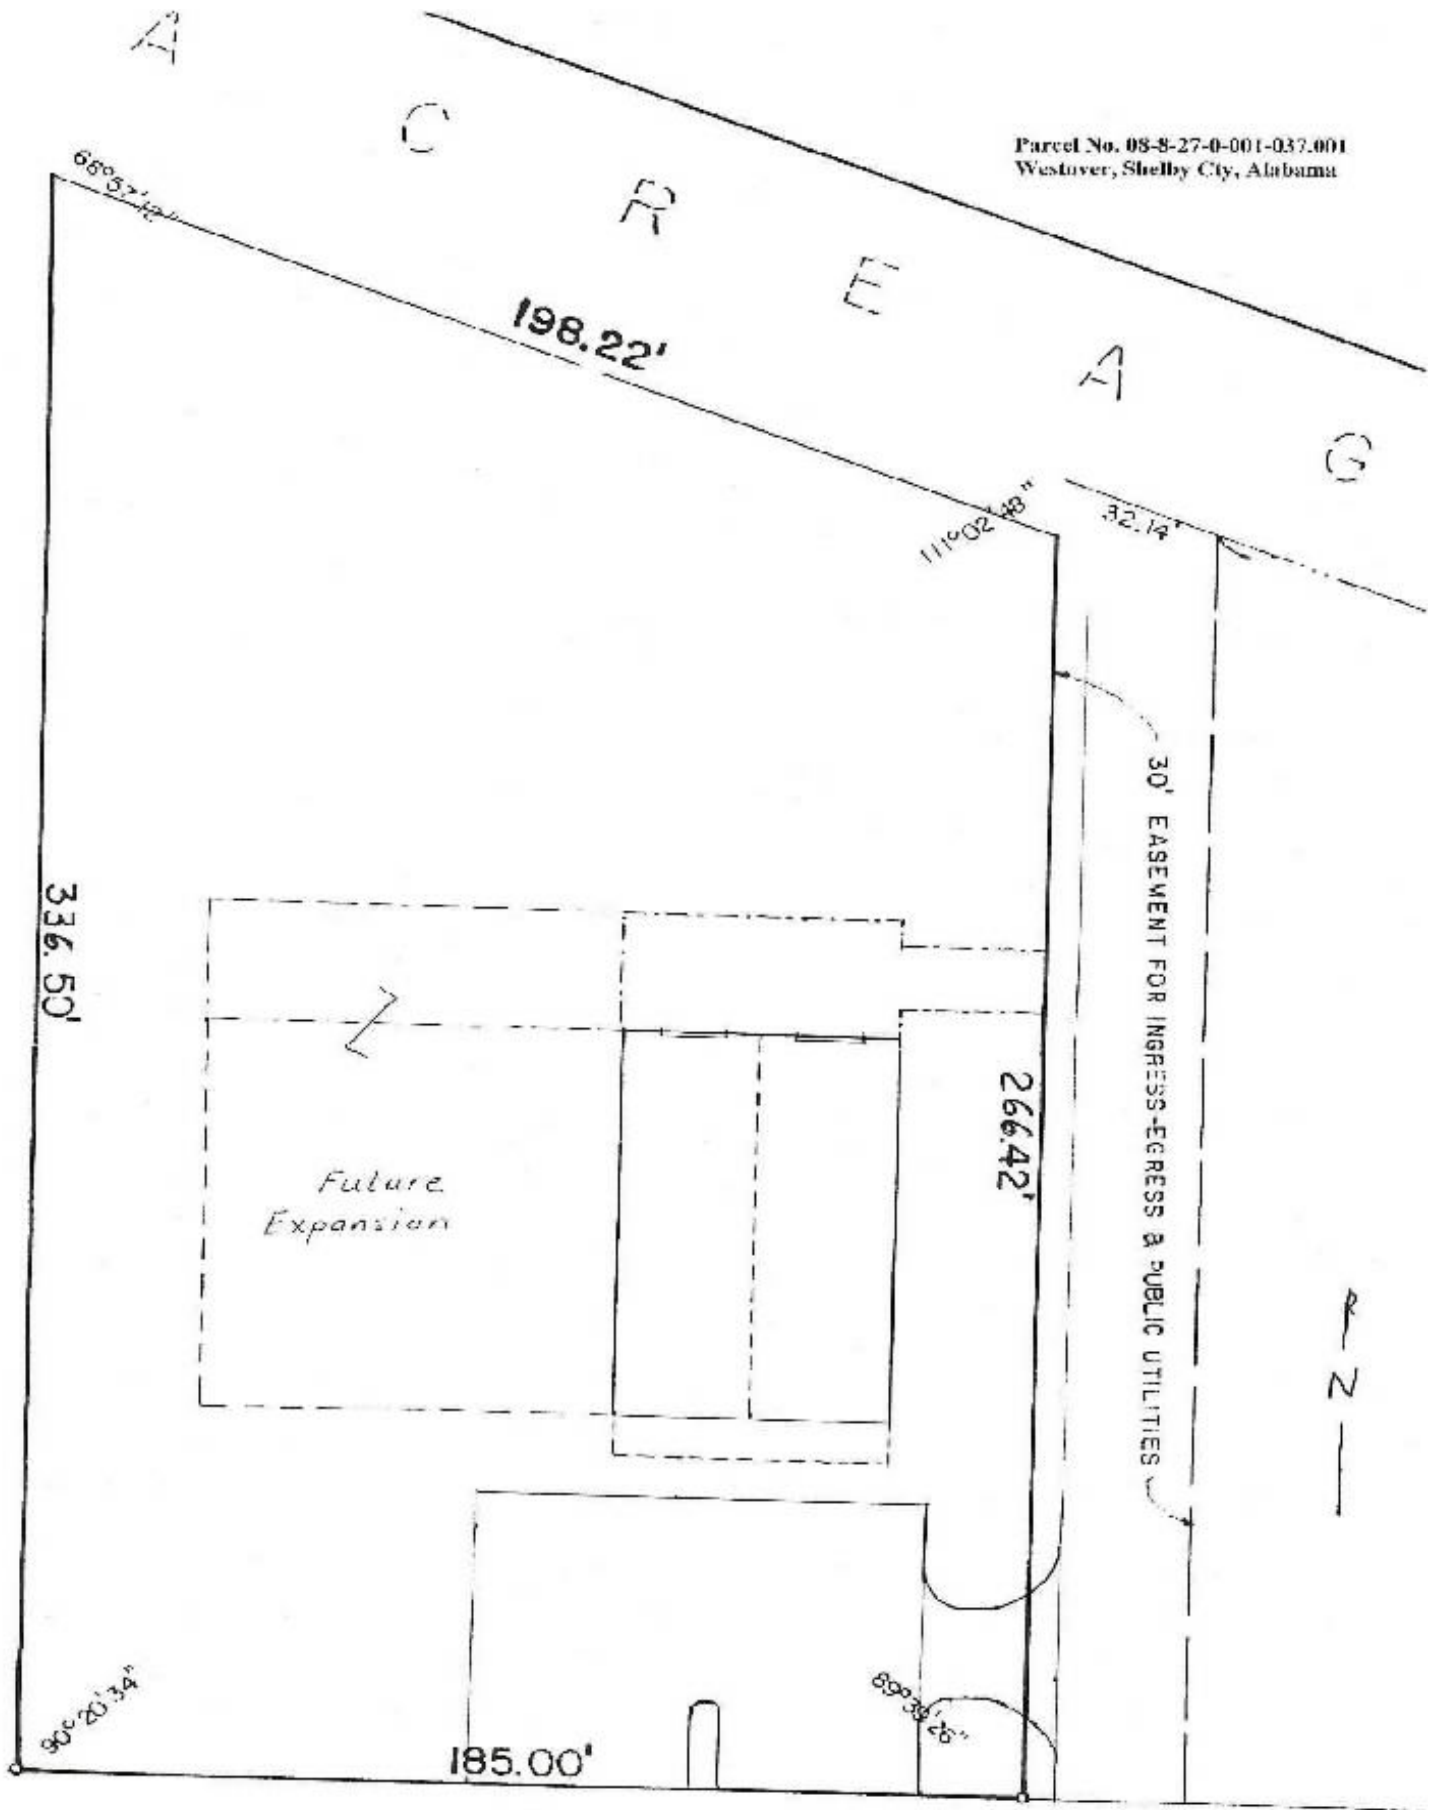 A
C
R
E
A
G
Parcel No. 08-8-27-0-001-037.001
Westover, Shelby Cty, Alabama
68°57'12"
198.22'
111°02'48"
32.14'
30' EASEMENT FOR INGRESS-EGRESS & PUBLIC UTILITIES
336.50'
266.42'
Future
Expansion
N
90°20'34"
89°39'26"
185.00'